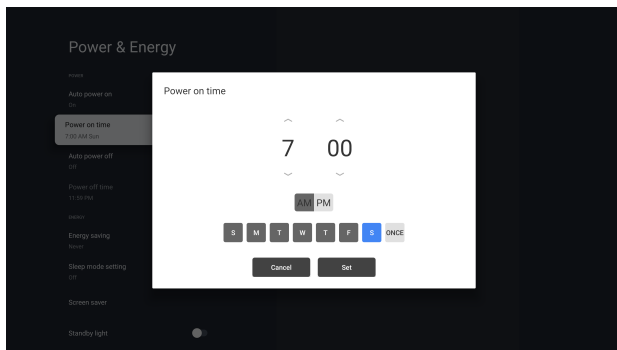 Power & Energy
POWER
Auto power on
On
Power on time
7:00 AM Sun
Auto power off
Off
Power off time
11:59 PM
ENERGY
Energy saving
Never
Sleep mode setting
Off
Screen saver
Standby light
Power on time
7 00
AM PM
S M T W T F S ONCE
Cancel Set